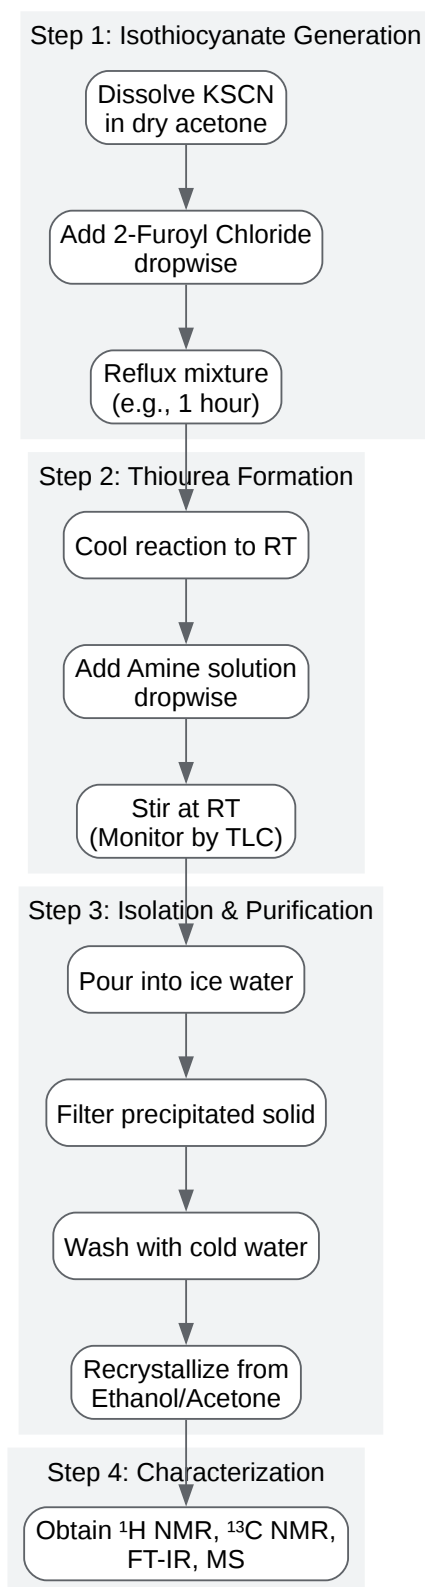 Step 1: Isothiocyanate Generation
Dissolve KSCN
in dry acetone
Add 2-Furoyl Chloride
dropwise
Reflux mixture
(e.g., 1 hour)
Step 2: Thiourea Formation
Cool reaction to RT
Add Amine solution
dropwise
Stir at RT
(Monitor by TLC)
Step 3: Isolation & Purification
Pour into ice water
Filter precipitated solid
Wash with cold water
Recrystallize from
Ethanol/Acetone
Step 4: Characterization
Obtain ¹H NMR, ¹³C NMR,
FT-IR, MS